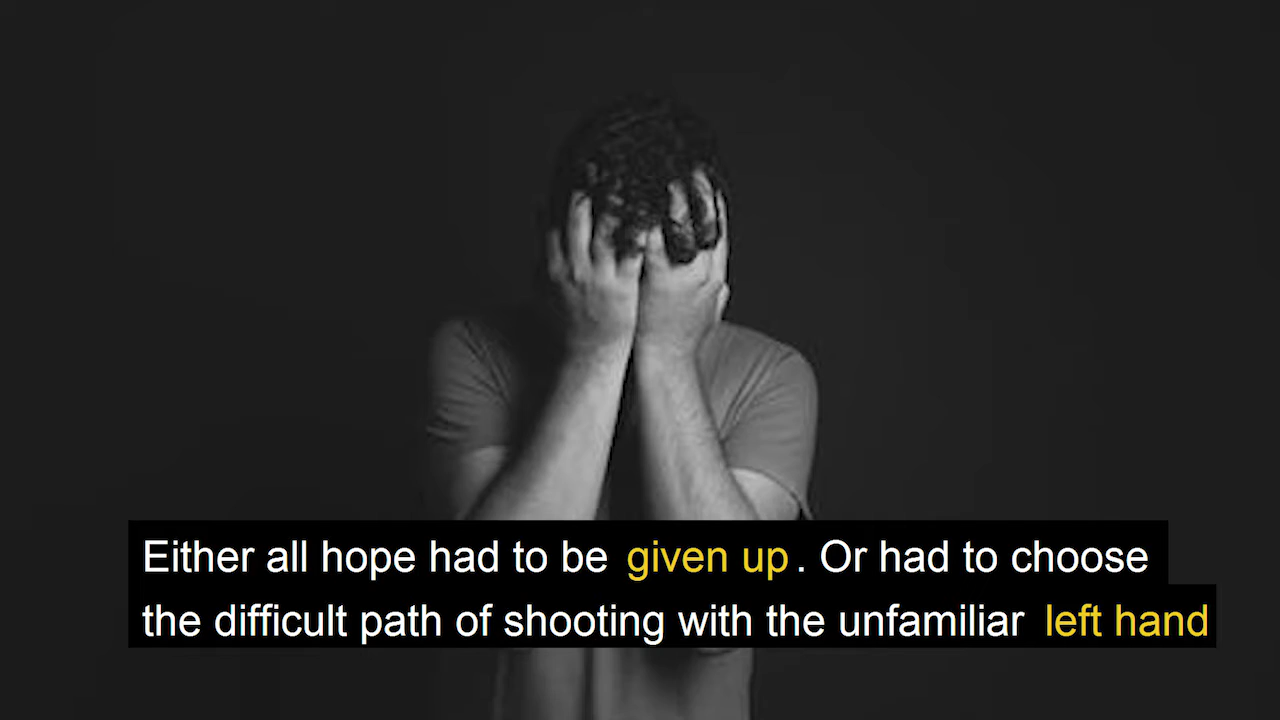 Either all hope had to be given up. Or had to choose
the difficult path of shooting with the unfamiliar left hand